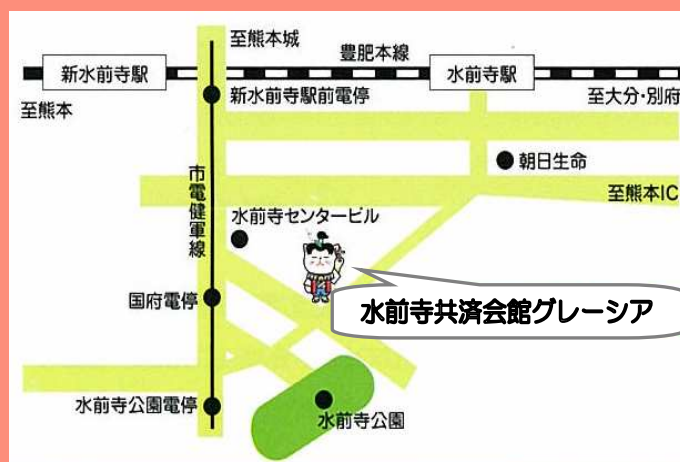 至熊本城
豊肥本線
新水前寺駅
水前寺駅
至熊本
新水前寺駅前電停
至大分・別府
朝日生命
市電健軍線
至熊本IC
水前寺センタービル
国府電停
水前寺共済会館グレーシア
水前寺公園電停
水前寺公園